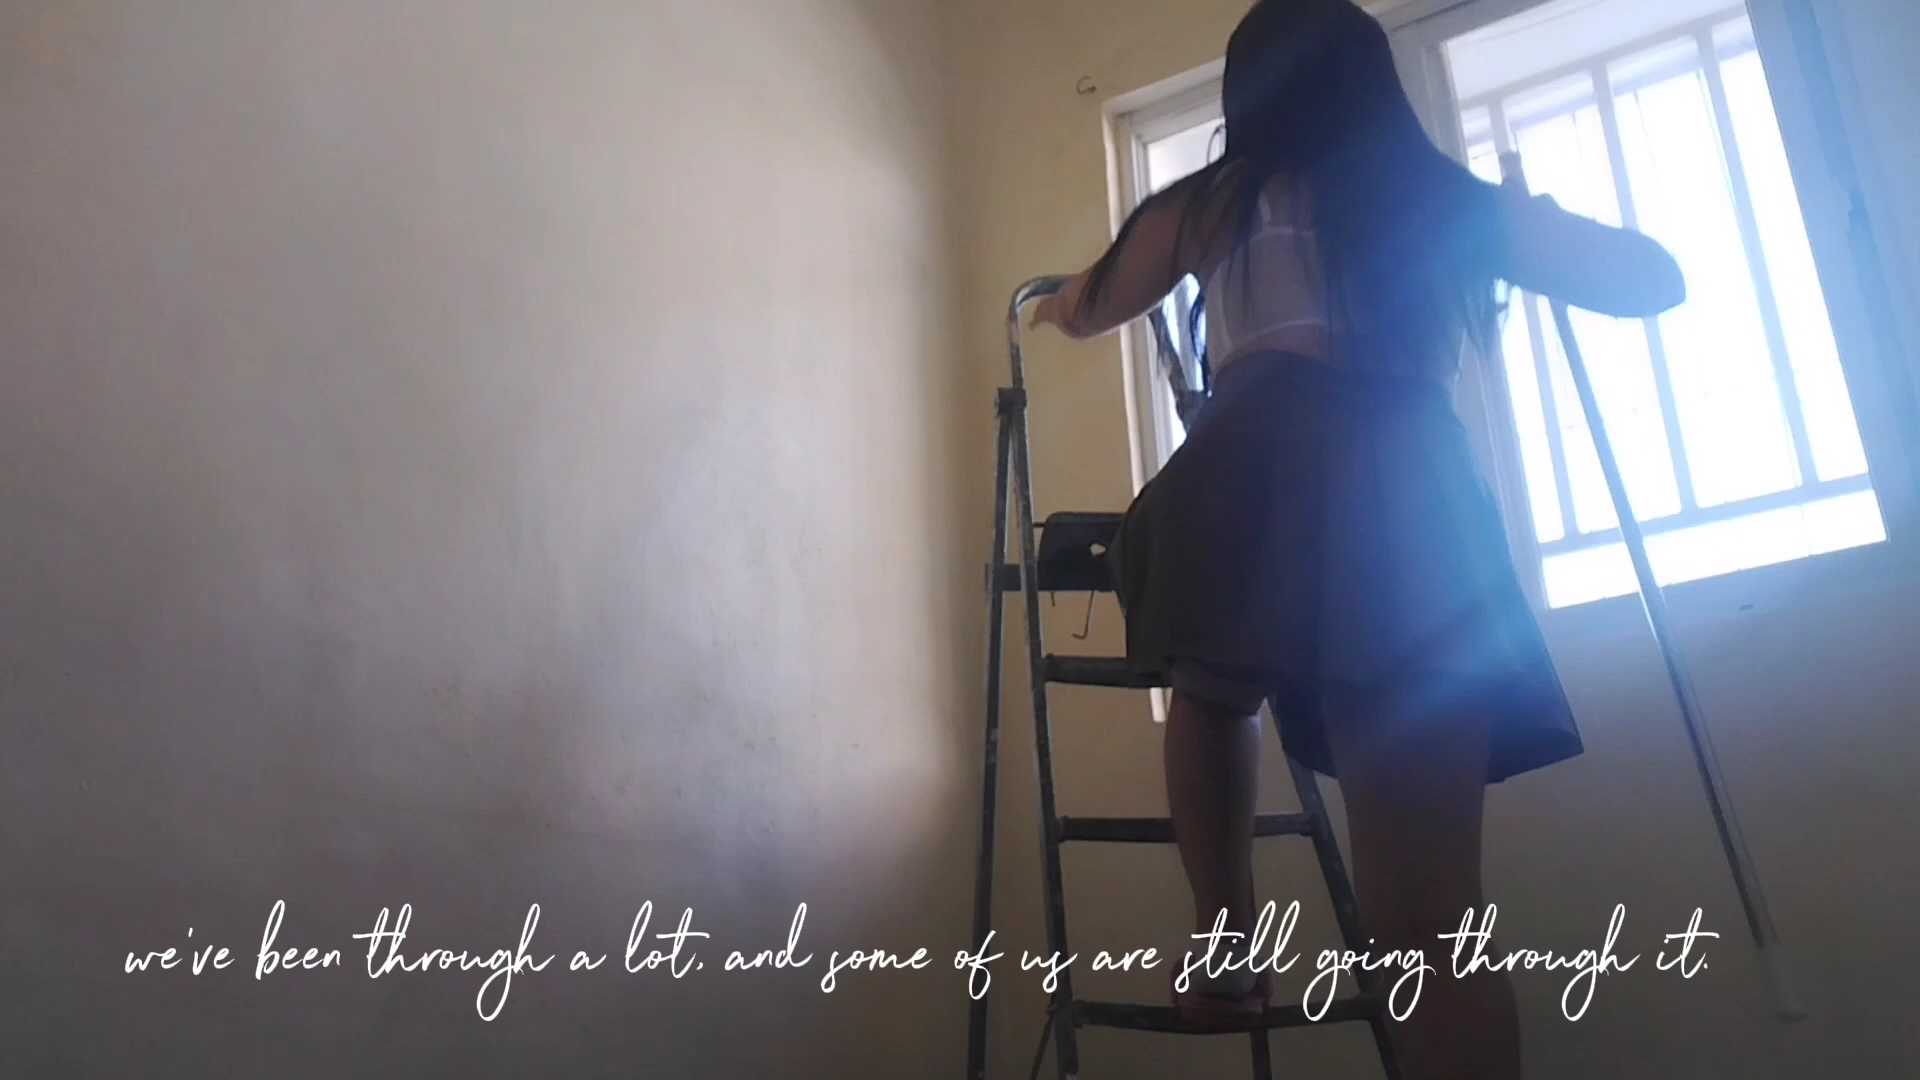 we've been through a lot, and some of us are still going through it.